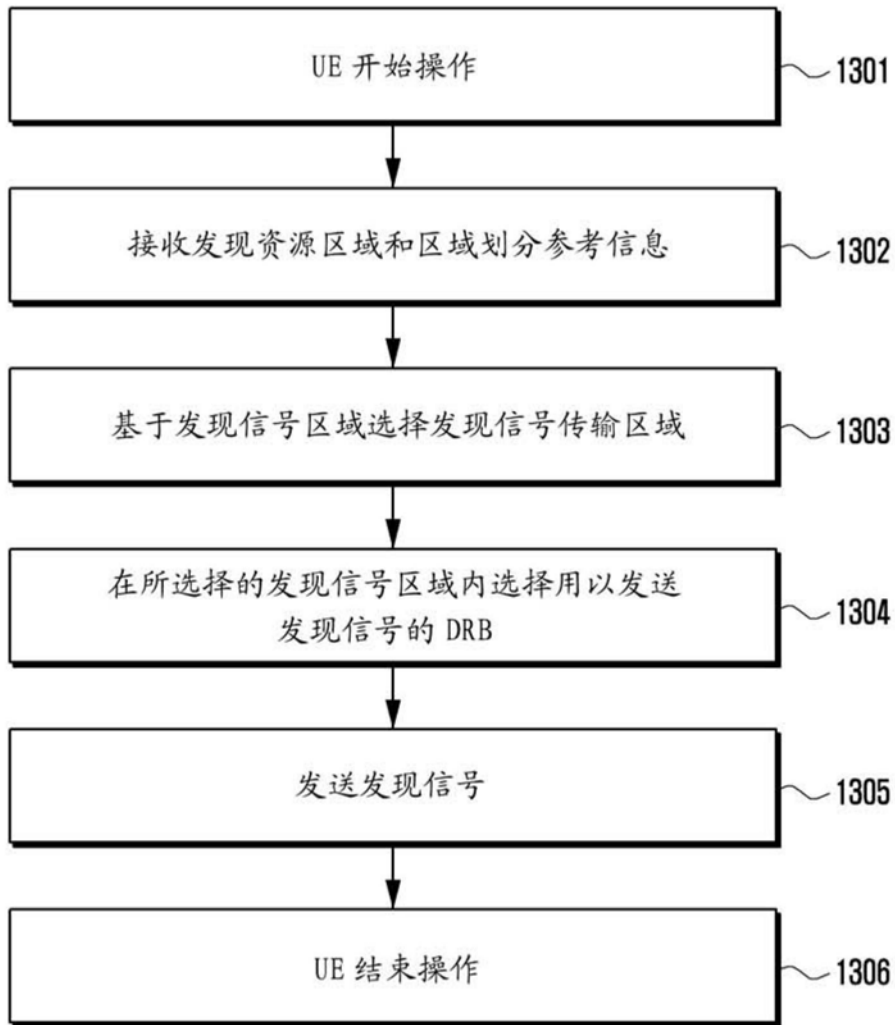 UE 开始操作
1301
接收发现资源区域和区域划分参考信息
1302
基于发现信号区域选择发现信号传输区域
1303
在所选择的发现信号区域内选择用以发送
发现信号的 DRB
1304
发送发现信号
1305
UE 结束操作
1306